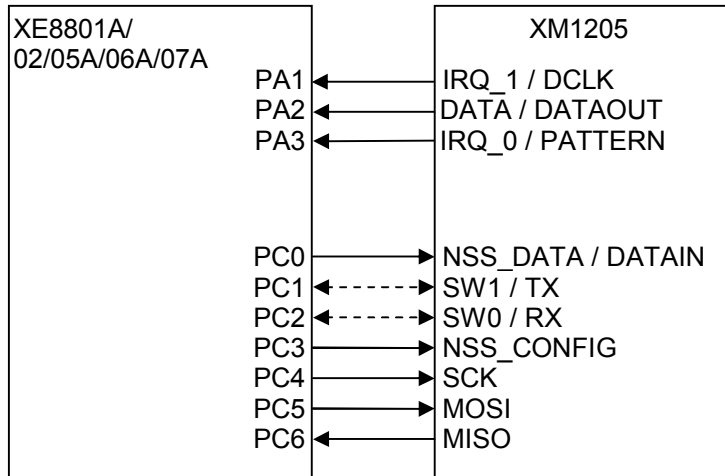 XE8801A/ XM1205
02/05A/06A/07A
PA1 IRQ_1 / DCLK
PA2 DATA / DATAOUT
PA3 IRQ_0 / PATTERN
PC0 NSS_DATA / DATAIN
PC1 SW1 / TX
PC2 SW0 / RX
PC3 NSS_CONFIG
PC4 SCK
PC5 MOSI
PC6 MISO